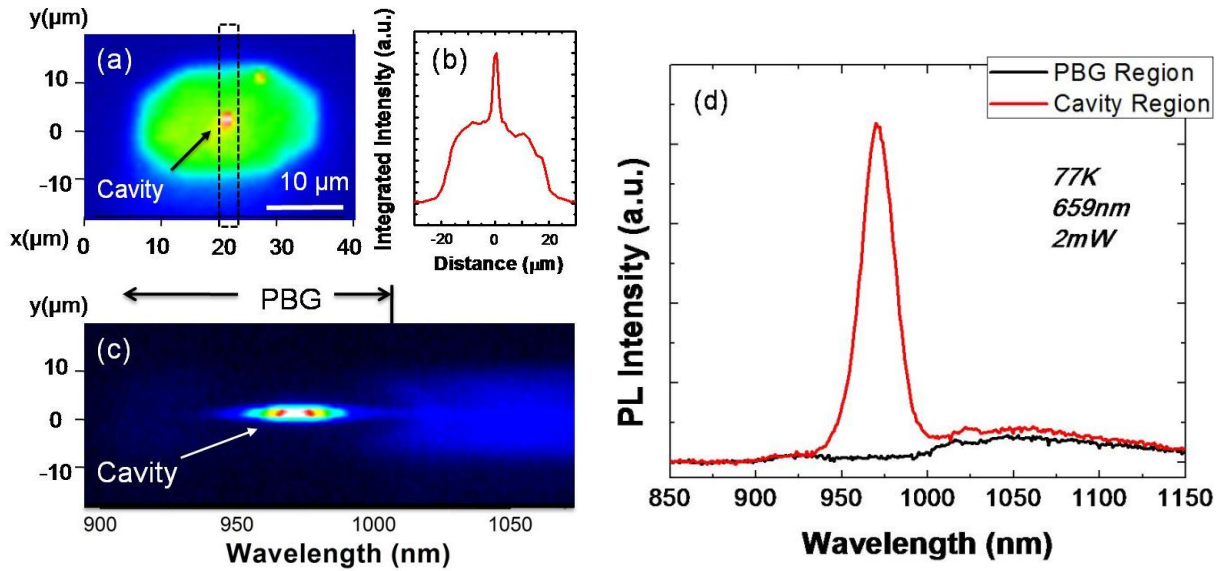 y(µm)
10
0
-10
x(µm)
0
10
20
30
40
(a)
Cavity
10 µm
(b)
Integrated Intensity (a.u.)
-20
0
20
Distance (µm)
PBG
y(µm)
10
0
-10
(c)
Cavity
900
950
1000
1050
Wavelength (nm)
(d)
PBG Region
Cavity Region
77K
659nm
2mW
PL Intensity (a.u.)
850
900
950
1000
1050
1100
1150
Wavelength (nm)